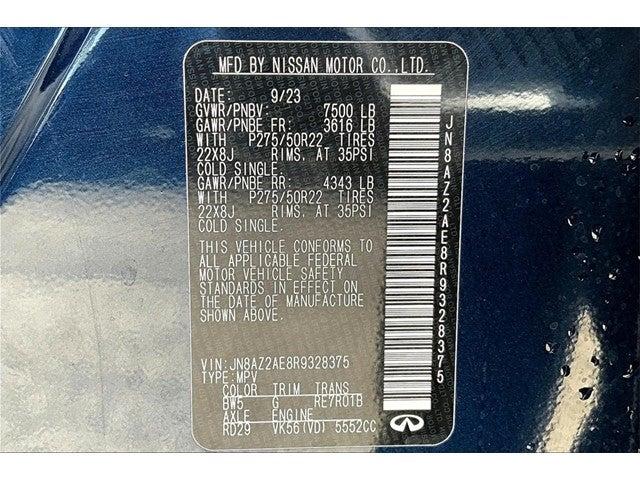 MFD BY NISSAN MOTOR CO.,LTD.
DATE: 9/23
GVWR/PNBV: 7500 LB
GAWR/PNBE FR: 3616 LB
WITH P275/50R22 TIRES
22X8J RIMS, AT 35PSI
COLD SINGLE.
GAWR/PNBE RR: 4343 LB
WITH P275/50R22 TIRES
22X8J RIMS, AT 35PSI
COLD SINGLE.
THIS VEHICLE CONFORMS TO
ALL APPLICABLE FEDERAL
MOTOR VEHICLE SAFETY
STANDARDS IN EFFECT ON
THE DATE OF MANUFACTURE
SHOWN ABOVE.
VIN: JN8AZ2AE8R9328375
TYPE: MPV
COLOR TRIM TRANS
BW5 G RE7R01B
AXLE ENGINE
RD29 VK56(VD) 5552CC
JN8AZ2AE8R9328375